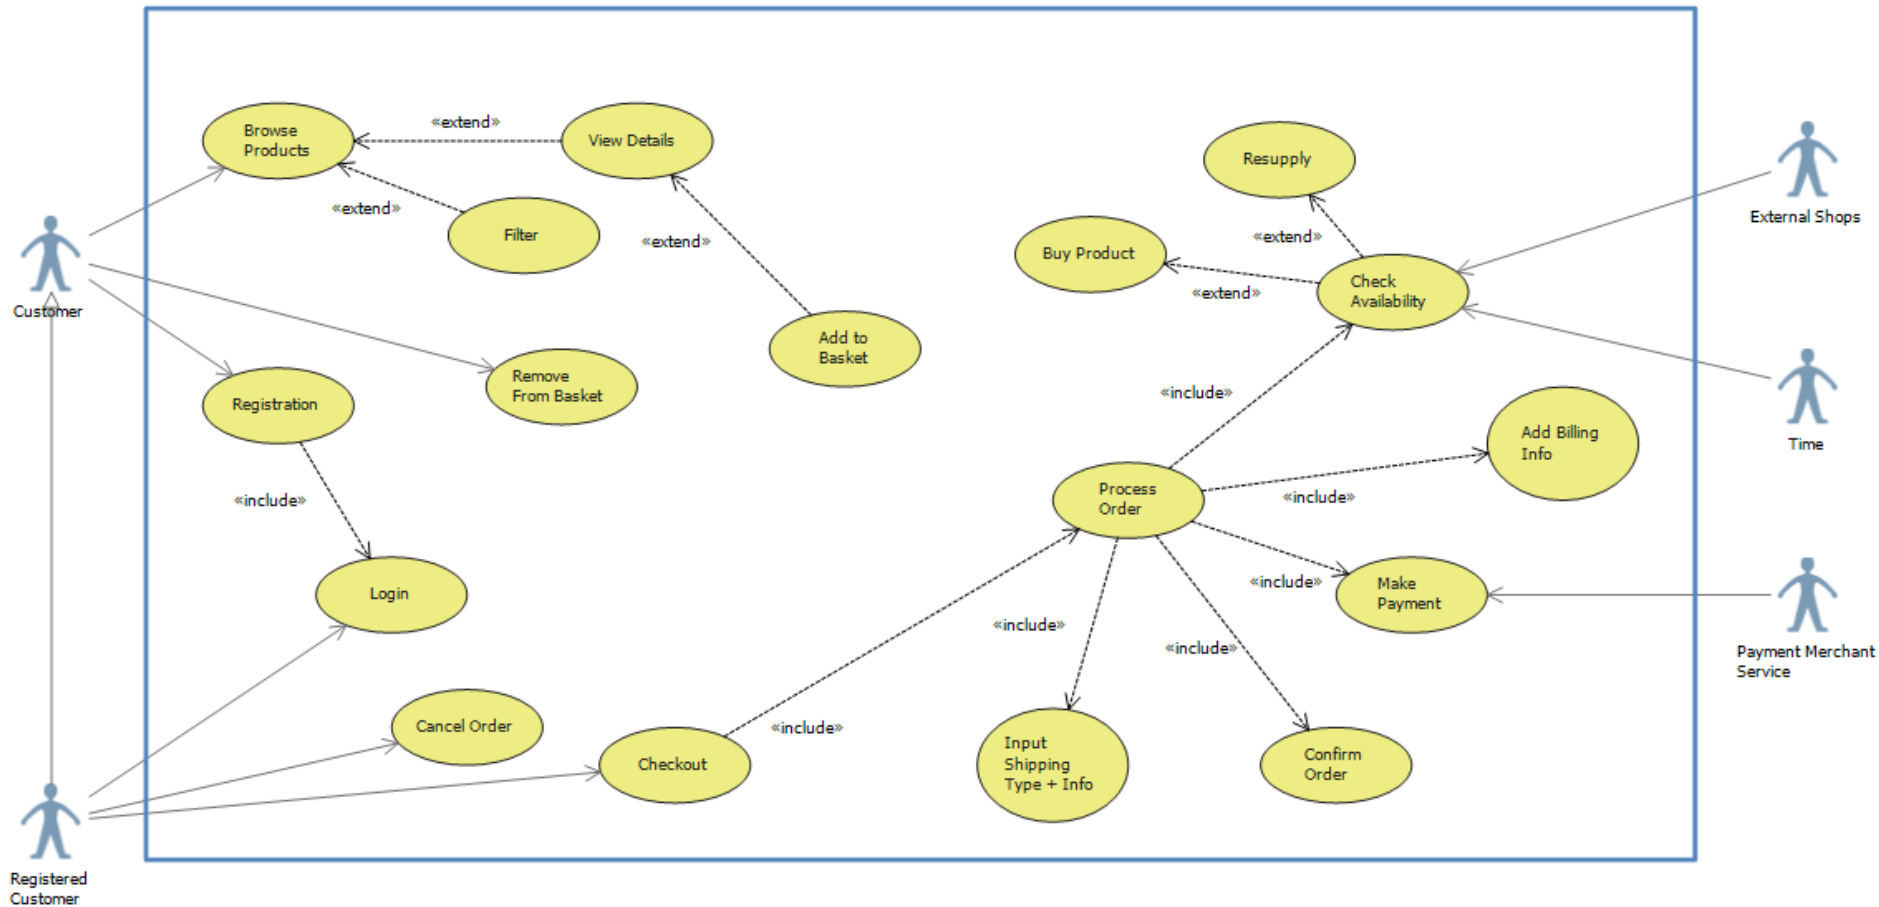 Browse
Products
«extend»
View Details
«extend»
Filter
«extend»
Resupply
External Shops
«extend»
Buy Product
«extend»
Check
Availability
Customer
Add to
Basket
Remove
From Basket
Registration
«include»
Add Billing
Info
Time
«include»
Process
Order
«include»
Login
«include»
Make
Payment
«include»
«include»
Payment Merchant
Service
Cancel Order
Checkout
«include»
Input
Shipping
Type + Info
Confirm
Order
Registered
Customer